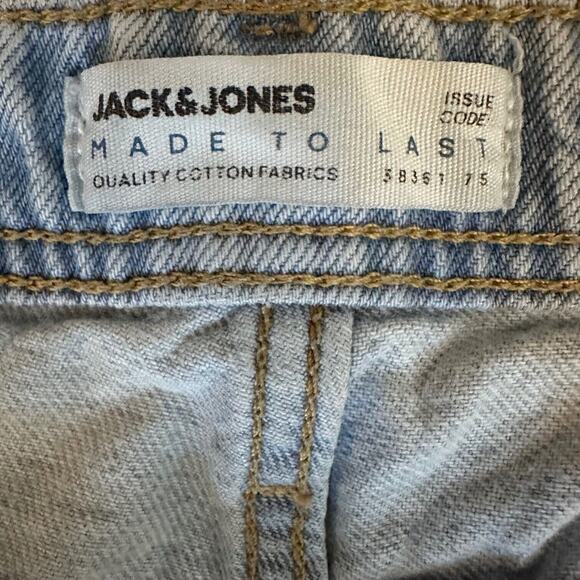 JACK&JONES
ISSUE
CODE:
MADE TO LAST
QUALITY COTTON FABRICS 58361 75